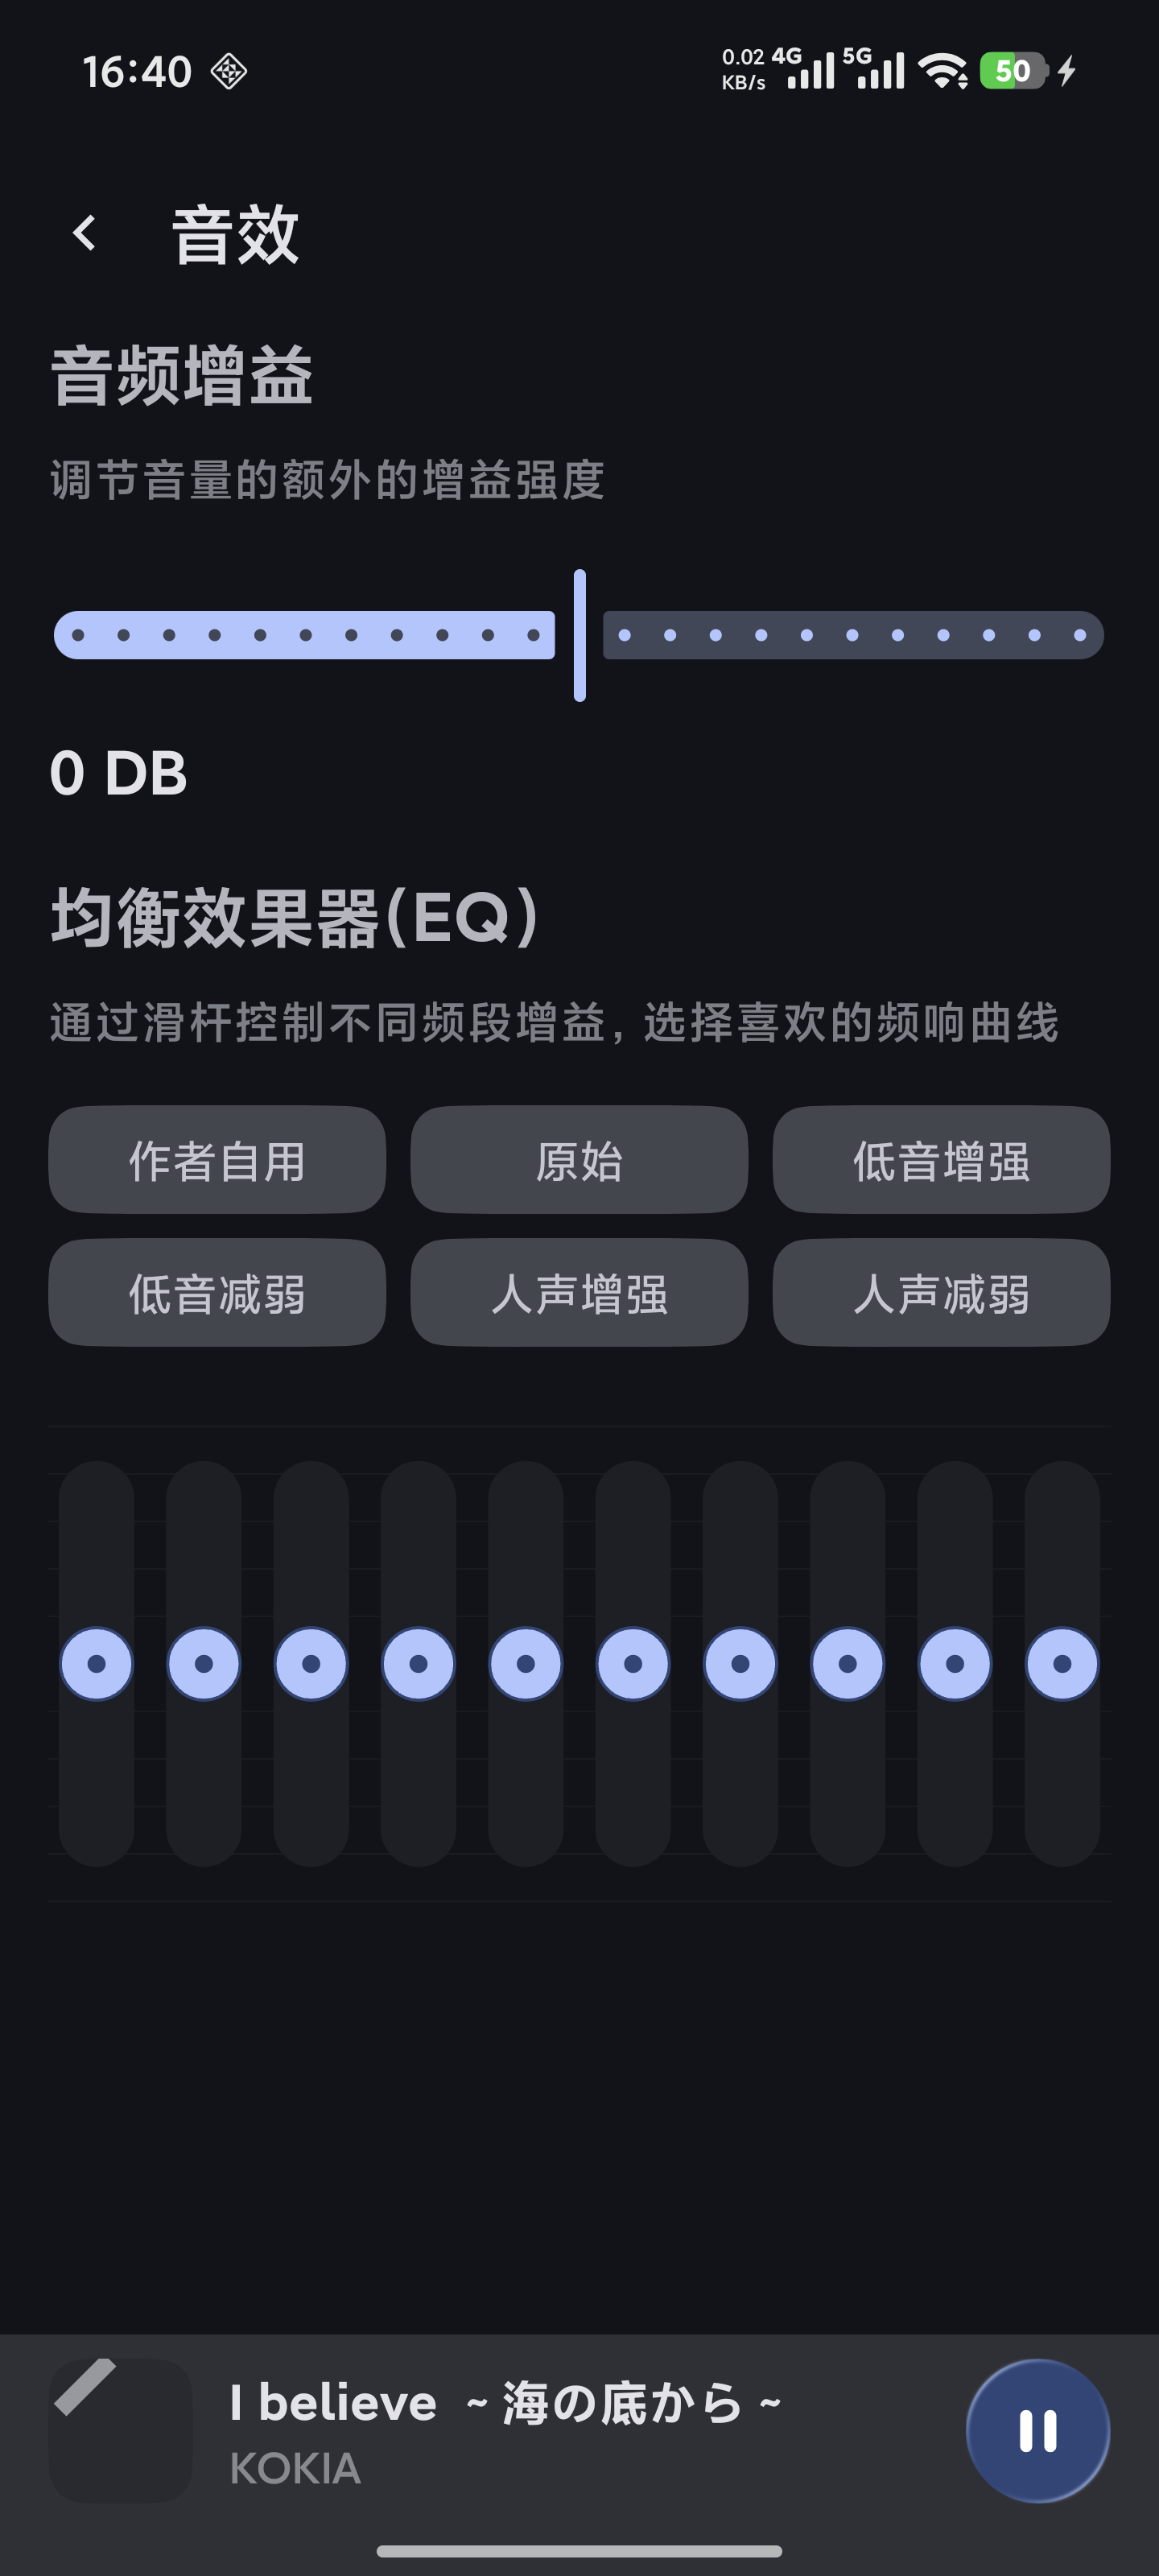 16:40
0.02 KB/s 4G 5G 50
音效
音频增益
调节音量的额外的增益强度
0 DB
均衡效果器(EQ)
通过滑杆控制不同频段增益, 选择喜欢的频响曲线
作者自用 原始 低音增强
低音减弱 人声增强 人声减弱
I believe ~ 海の底から ~
KOKIA